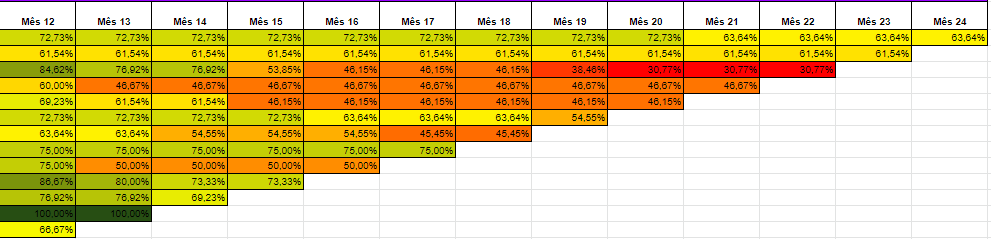 Mês 12 Mês 13 Mês 14 Mês 15 Mês 16 Mês 17 Mês 18 Mês 19 Mês 20 Mês 21 Mês 22 Mês 23 Mês 24
72,73% 72,73% 72,73% 72,73% 72,73% 72,73% 72,73% 72,73% 72,73% 63,64% 63,64% 63,64% 63,64%
61,54% 61,54% 61,54% 61,54% 61,54% 61,54% 61,54% 61,54% 61,54% 61,54% 61,54% 61,54%
84,62% 76,92% 76,92% 53,85% 46,15% 46,15% 46,15% 38,46% 30,77% 30,77% 30,77%
60,00% 46,67% 46,67% 46,67% 46,67% 46,67% 46,67% 46,67% 46,67% 46,67%
69,23% 61,54% 61,54% 46,15% 46,15% 46,15% 46,15% 46,15% 46,15%
72,73% 72,73% 72,73% 72,73% 63,64% 63,64% 63,64% 54,55%
63,64% 63,64% 54,55% 54,55% 54,55% 45,45% 45,45%
75,00% 75,00% 75,00% 75,00% 75,00% 75,00%
75,00% 50,00% 50,00% 50,00% 50,00%
86,67% 80,00% 73,33% 73,33%
76,92% 76,92% 69,23%
100,00% 100,00%
66,67%